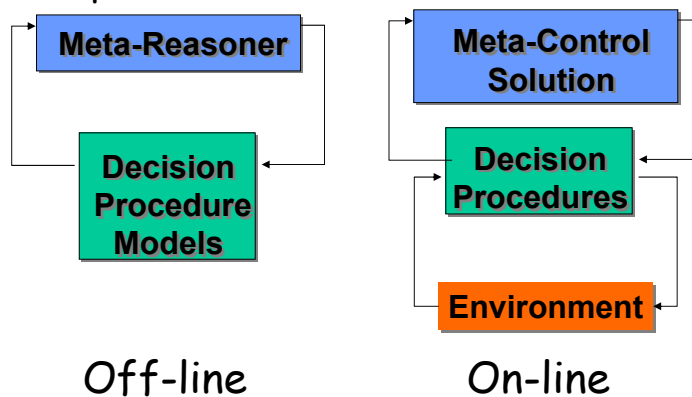 Meta-Reasoner
Decision
Procedure
Models
Off-line
Meta-Control
Solution
Decision
Procedures
Environment
On-line